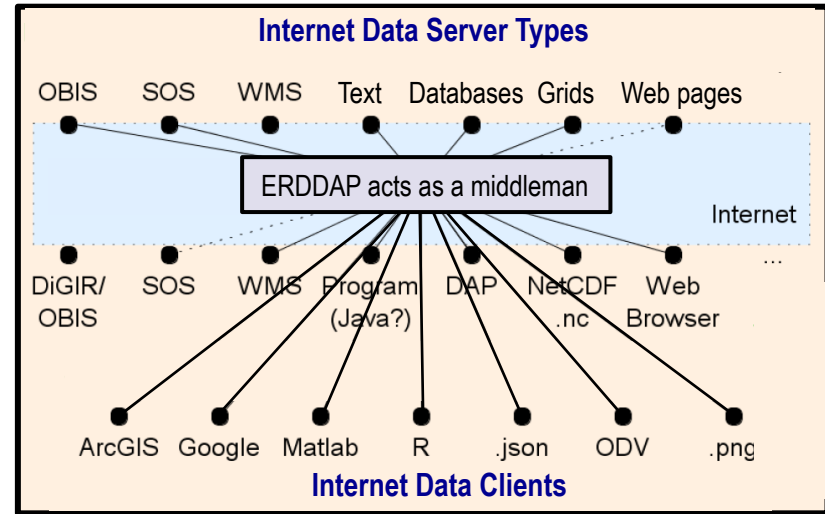 Internet Data Server Types
OBIS SOS WMS Text Databases Grids Web pages
ERDDAP acts as a middleman
Internet
...
DiGIR/ SOS WMS Program DAP NetCDF Web
OBIS (Java?) .nc Browser
ArcGIS Google Matlab R .json ODV .png
Internet Data Clients